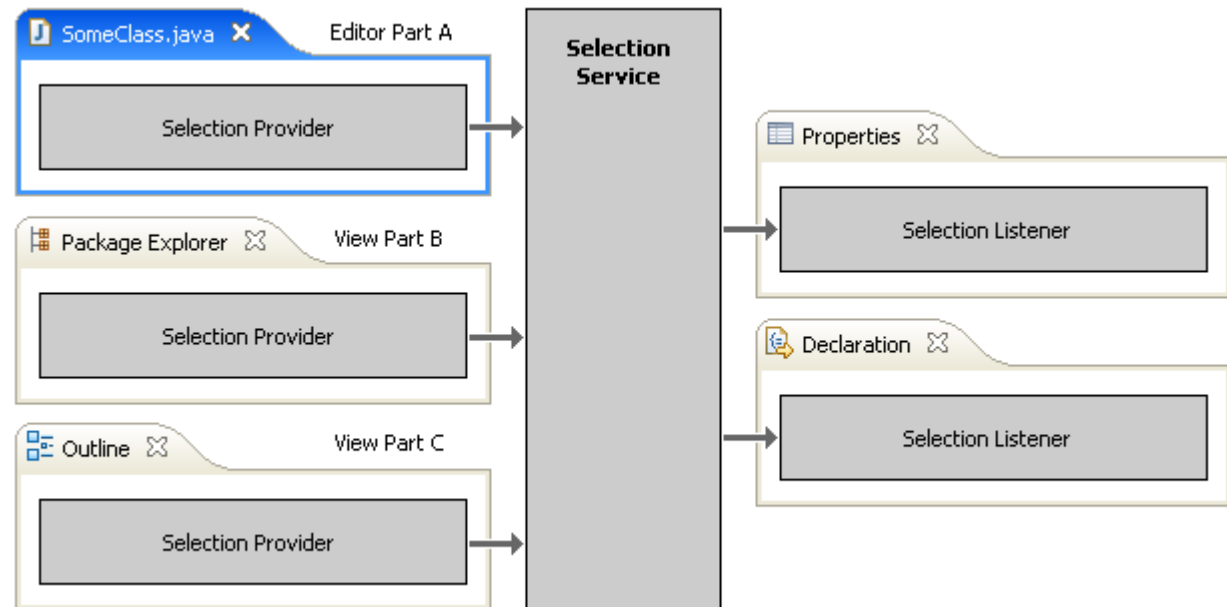 SomeClass.java
Editor Part A
Selection Provider
Package Explorer
View Part B
Selection Provider
Outline
View Part C
Selection Provider
Selection
Service
Properties
Selection Listener
Declaration
Selection Listener